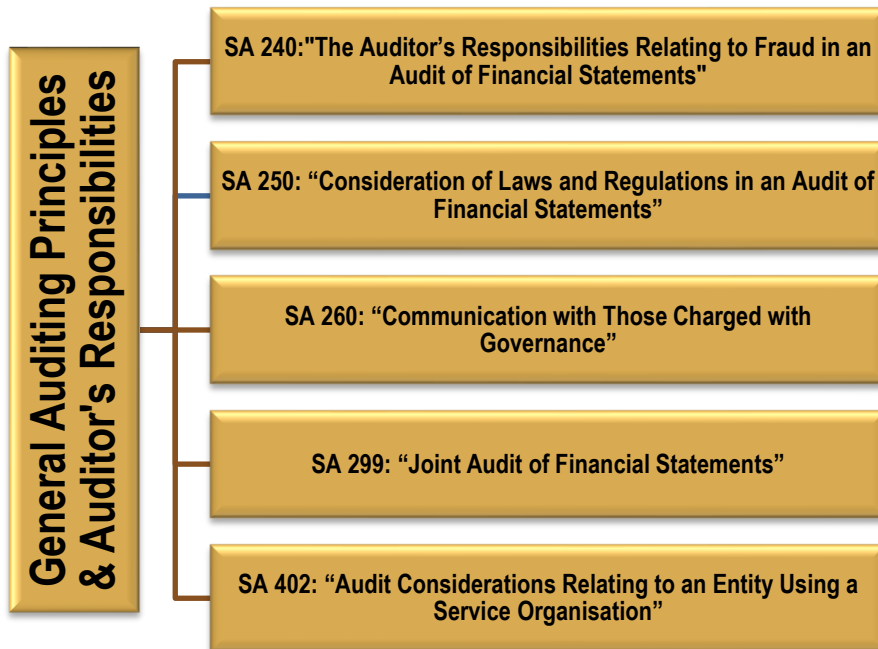 General Auditing Principles
& Auditor's Responsibilities
SA 240:"The Auditor’s Responsibilities Relating to Fraud in an
Audit of Financial Statements"
SA 250: “Consideration of Laws and Regulations in an Audit of
Financial Statements”
SA 260: “Communication with Those Charged with
Governance”
SA 299: “Joint Audit of Financial Statements”
SA 402: “Audit Considerations Relating to an Entity Using a
Service Organisation”